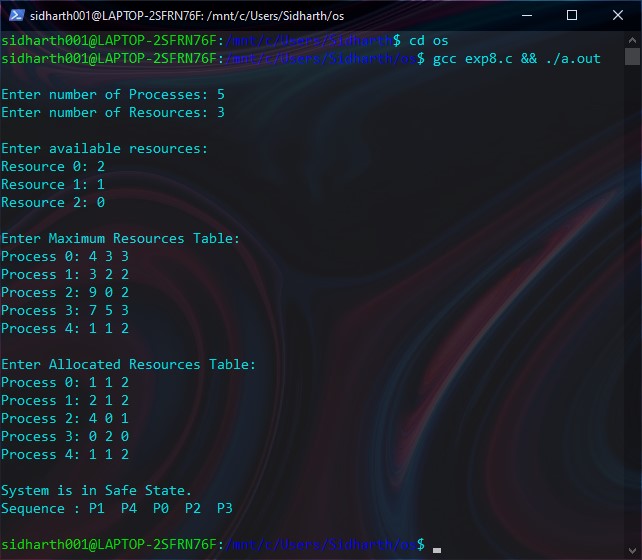 sidharth001@LAPTOP-2SFRN76F: /mnt/c/Users/Sidharth/os
sidharth001@LAPTOP-2SFRN76F:/mnt/c/Users/Sidharth$ cd os
sidharth001@LAPTOP-2SFRN76F:/mnt/c/Users/Sidharth/os$ gcc exp8.c && ./a.out
Enter number of Processes: 5
Enter number of Resources: 3
Enter available resources:
Resource 0: 2
Resource 1: 1
Resource 2: 0
Enter Maximum Resources Table:
Process 0: 4 3 3
Process 1: 3 2 2
Process 2: 9 0 2
Process 3: 7 5 3
Process 4: 1 1 2
Enter Allocated Resources Table:
Process 0: 1 1 2
Process 1: 2 1 2
Process 2: 4 0 1
Process 3: 0 2 0
Process 4: 1 1 2
System is in Safe State.
Sequence : P1  P4  P0  P2  P3
sidharth001@LAPTOP-2SFRN76F:/mnt/c/Users/Sidharth/os$